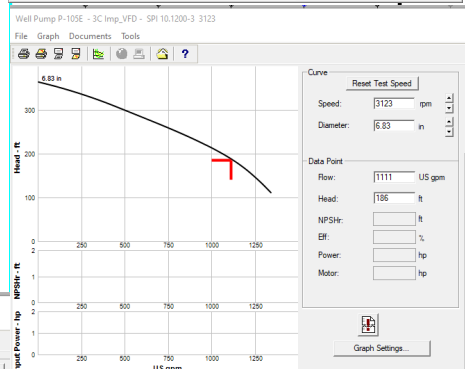 Well Pump P-105E - 3C Imp_VFD - SPI 10.1200-3 3123
File Graph Documents Tools
?
Curve
Reset Test Speed
Speed: 3123 rpm
Diameter: 6.83 in
Data Point
Flow: 1111 US gpm
Head: 186 ft
NPSHr: ft
Eff: %
Power: hp
Motor: hp
Graph Settings...
6.83 in
Head - ft
300
200
100
0
250 500 750 1000 1250
NPSHr - ft
2
1
0
250 500 750 1000 1250
nput Power - hp
2
1
0
250 500 750 1000 1250
US gpm